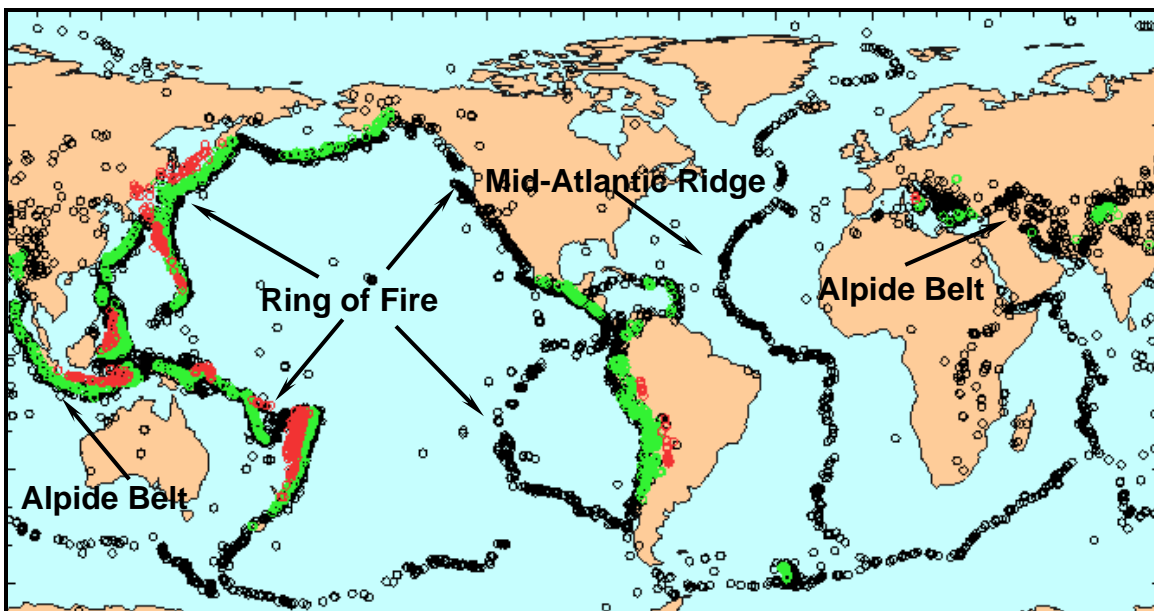 Mid-Atlantic Ridge
Ring of Fire
Alpide Belt
Alpide Belt